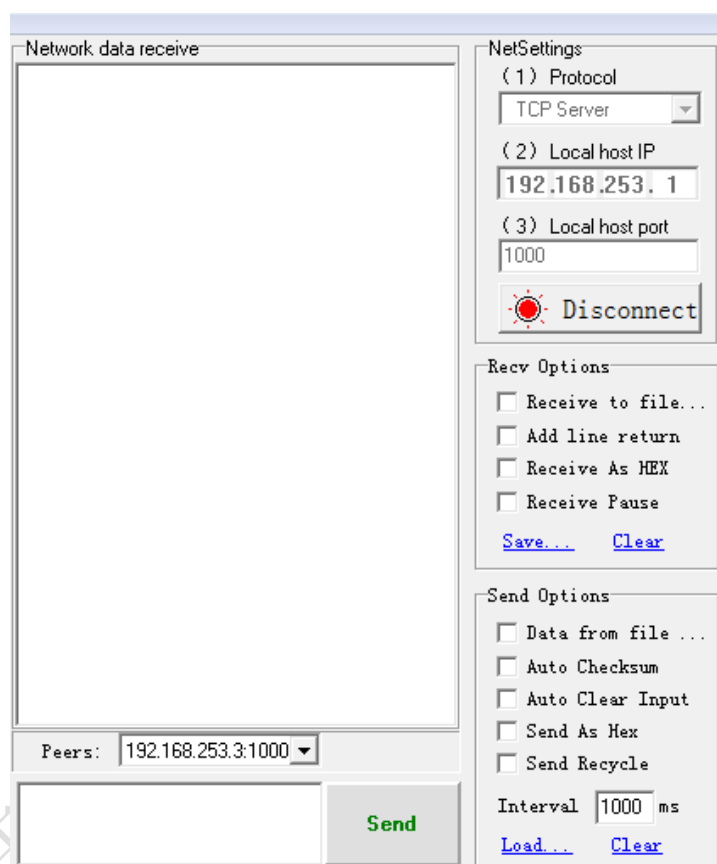 Network data receive
NetSettings
(1) Protocol
TCP Server
(2) Local host IP
192.168.253. 1
(3) Local host port
1000
Disconnect
Recv Options
Receive to file...
Add line return
Receive As HEX
Receive Pause
Save... Clear
Send Options
Data from file ...
Auto Checksum
Auto Clear Input
Send As Hex
Send Recycle
Interval 1000 ms
Load... Clear
Peers: 192.168.253.3:1000
Send